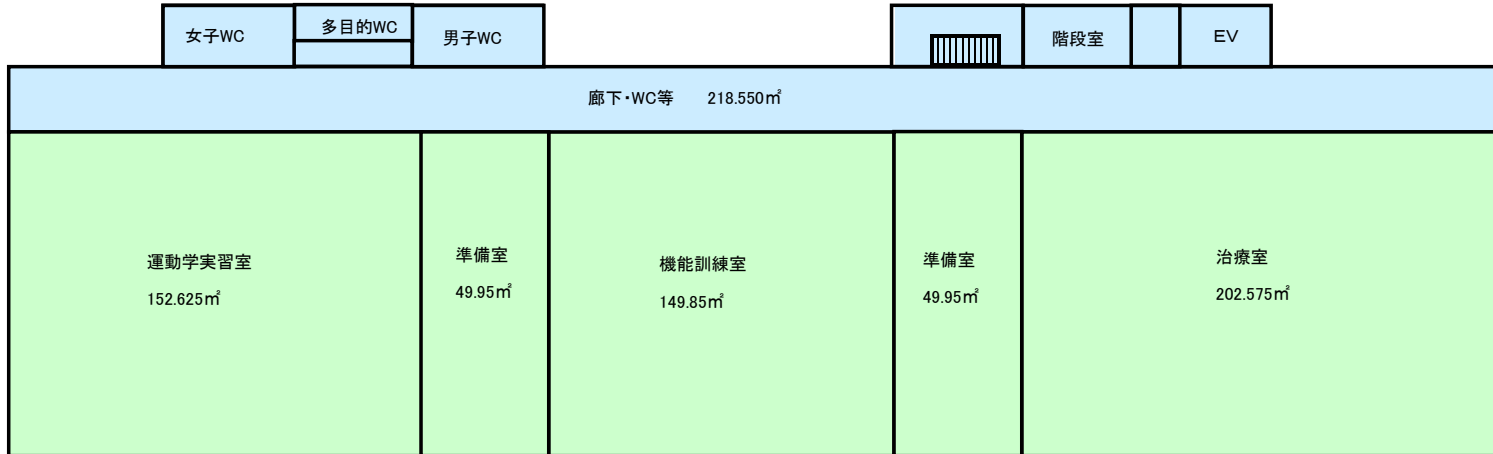 女子WC
多目的WC
男子WC
階段室
EV
廊下・WC等 218.550㎡
運動学実習室
152.625㎡
準備室
49.95㎡
機能訓練室
149.85㎡
準備室
49.95㎡
治療室
202.575㎡